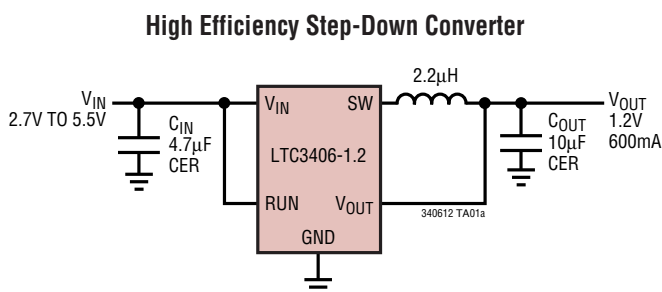 High Efficiency Step-Down Converter
VIN
2.7V TO 5.5V
CIN
4.7µF
CER
VIN
SW
LTC3406-1.2
RUN
VOUT
GND
2.2µH
340612 TA01a
COUT
10µF
CER
VOUT
1.2V
600mA